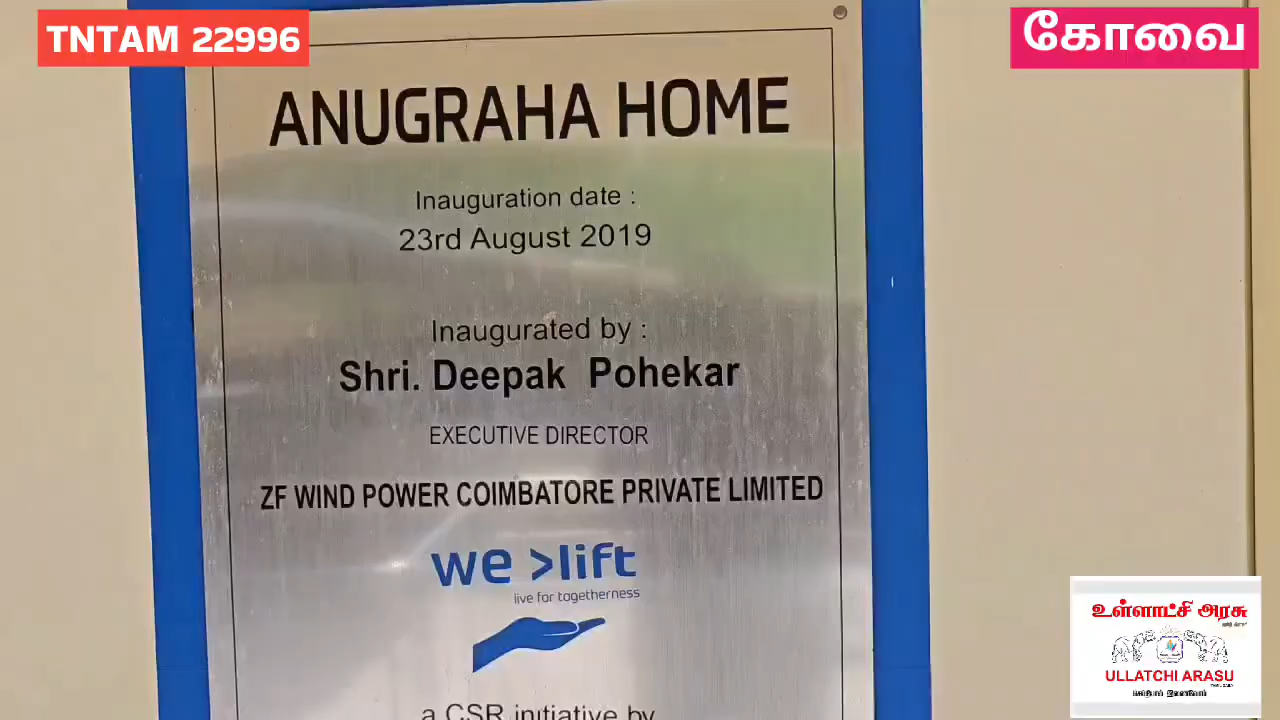 TNTAM 22996
கோவை
ANUGRAHA HOME
Inauguration date :
23rd August 2019
Inaugurated by :
Shri. Deepak Pohekar
EXECUTIVE DIRECTOR
ZF WIND POWER COIMBATORE PRIVATE LIMITED
we >lift
live for togetherness
a CSR initiative by
உள்ளாட்சி அரசு
ULLATCHI ARASU